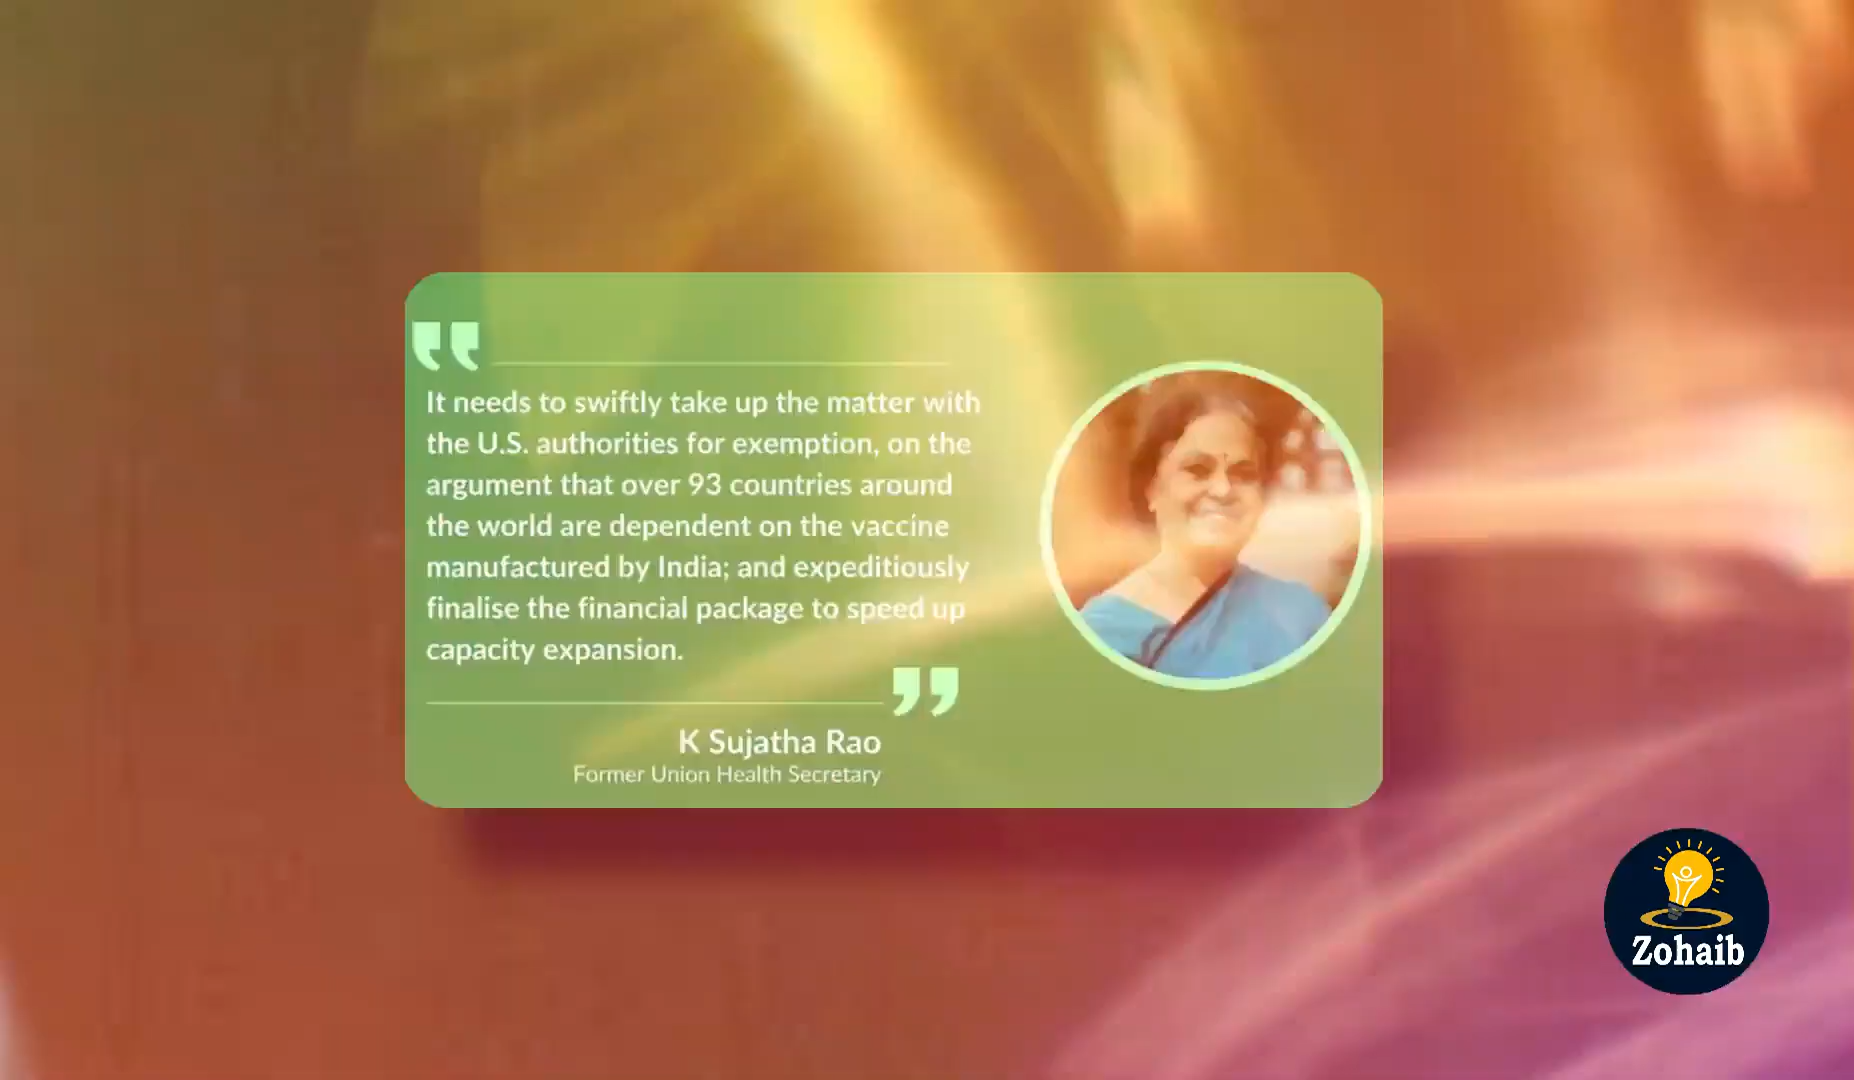 It needs to swiftly take up the matter with
the U.S. authorities for exemption, on the
argument that over 93 countries around
the world are dependent on the vaccine
manufactured by India; and expeditiously
finalise the financial package to speed up
capacity expansion.
K Sujatha Rao
Former Union Health Secretary
Zohaib